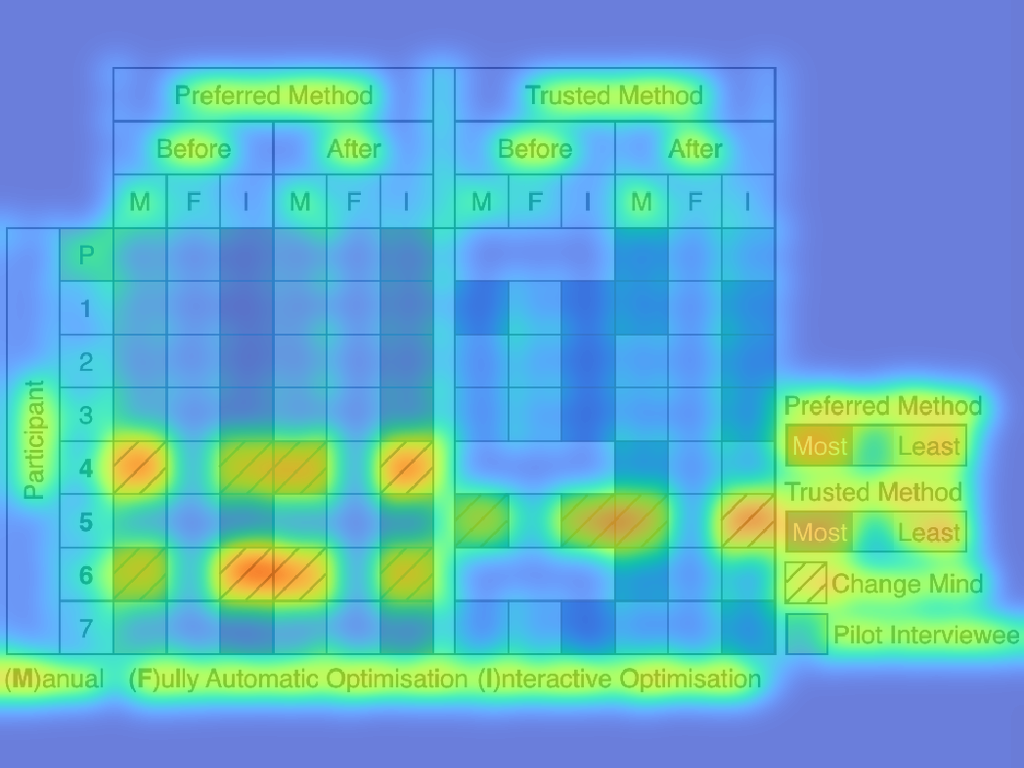 Preferred Method Trusted Method
Before After Before After
M F I M F I M F I M F I
Participant
P
1
2
3
4
5
6
7
Preferred Method
Most Least
Trusted Method
Most Least
Change Mind
Pilot Interviewee
(M)anual (F)ully Automatic Optimisation (I)nteractive Optimisation